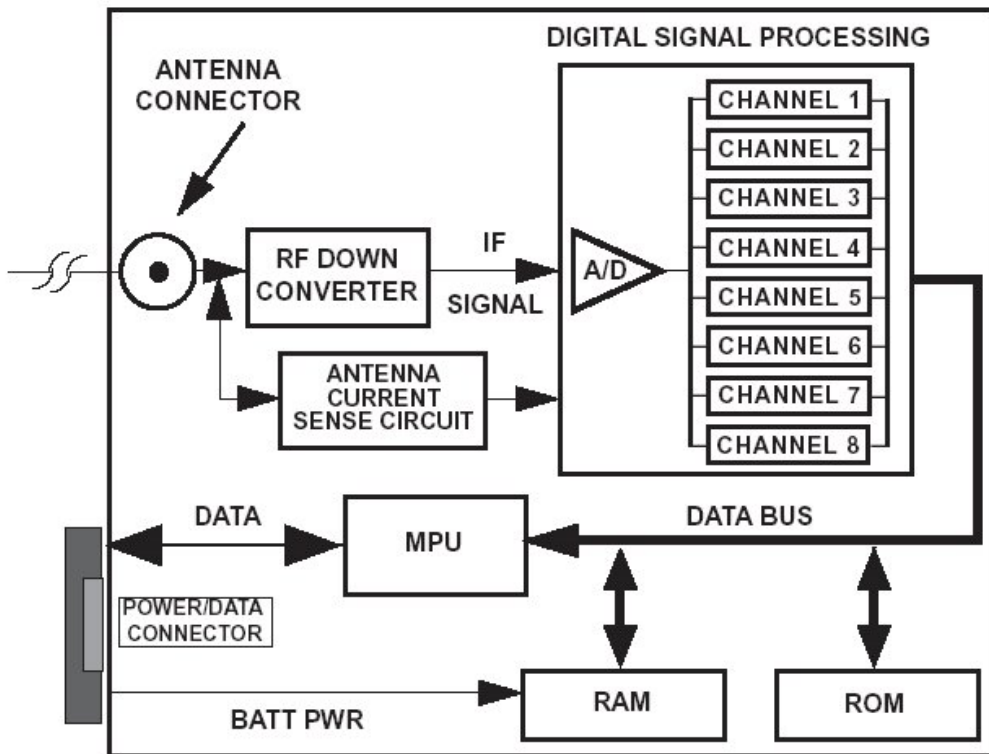 DIGITAL SIGNAL PROCESSING
ANTENNA
CONNECTOR
CHANNEL 1
CHANNEL 2
CHANNEL 3
CHANNEL 4
CHANNEL 5
CHANNEL 6
CHANNEL 7
CHANNEL 8
RF DOWN
CONVERTER
IF
SIGNAL
A/D
ANTENNA
CURRENT
SENSE CIRCUIT
DATA
MPU
DATA BUS
POWER/DATA
CONNECTOR
BATT PWR
RAM
ROM